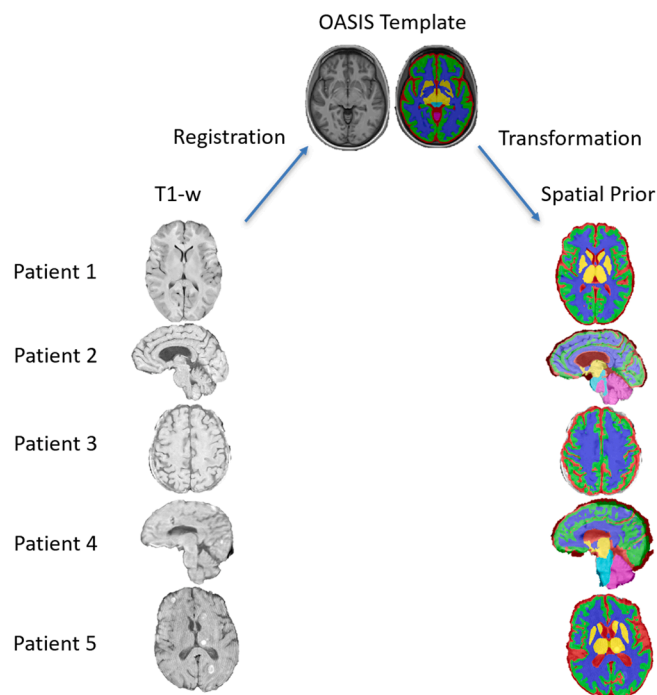 OASIS Template
Registration
Transformation
T1-w
Spatial Prior
Patient 1
Patient 2
Patient 3
Patient 4
Patient 5